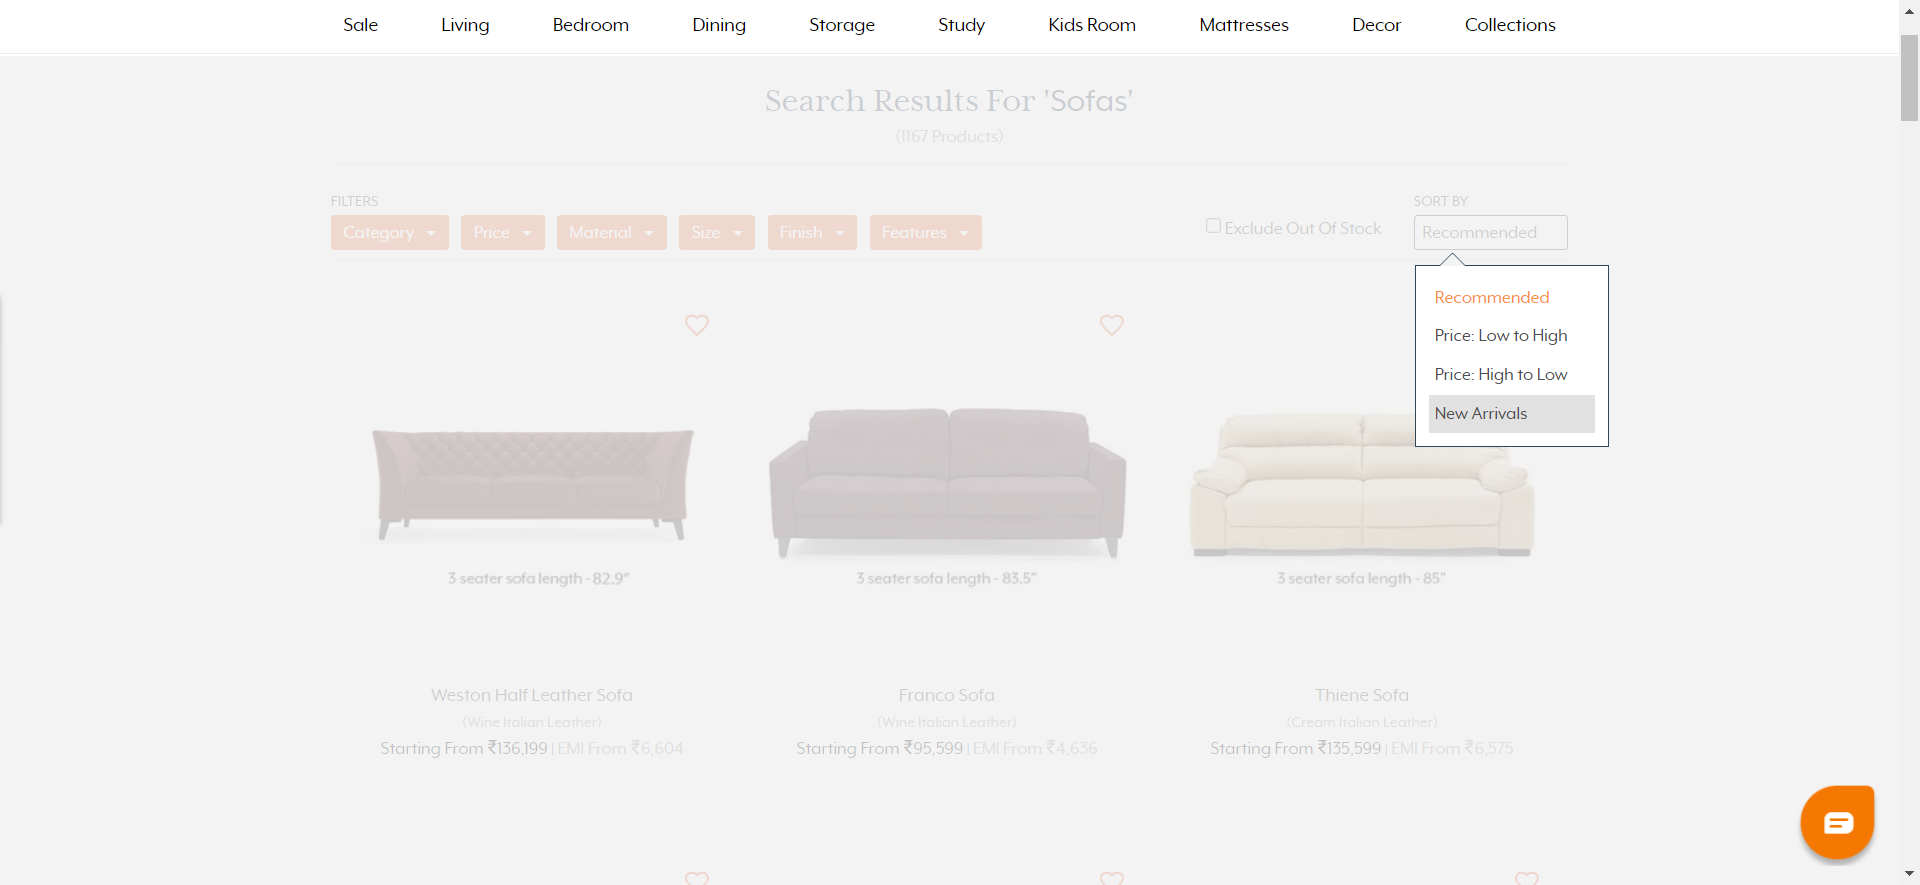 Sale Living Bedroom Dining Storage Study Kids Room Mattresses Decor Collections
Search Results For 'Sofas'
(1167 Products)
FILTERS
Category Price Material Size Finish Features
Exclude Out Of Stock
SORT BY
Recommended
Recommended
Price: Low to High
Price: High to Low
New Arrivals
3 seater sofa length - 82.9"
3 seater sofa length - 83.5"
3 seater sofa length - 85"
Weston Half Leather Sofa
(Wine Italian Leather)
Starting From ₹136,199 | EMI From ₹6,604
Franco Sofa
(Wine Italian Leather)
Starting From ₹95,599 | EMI From ₹4,636
Thiene Sofa
(Cream Italian Leather)
Starting From ₹135,599 | EMI From ₹6,575